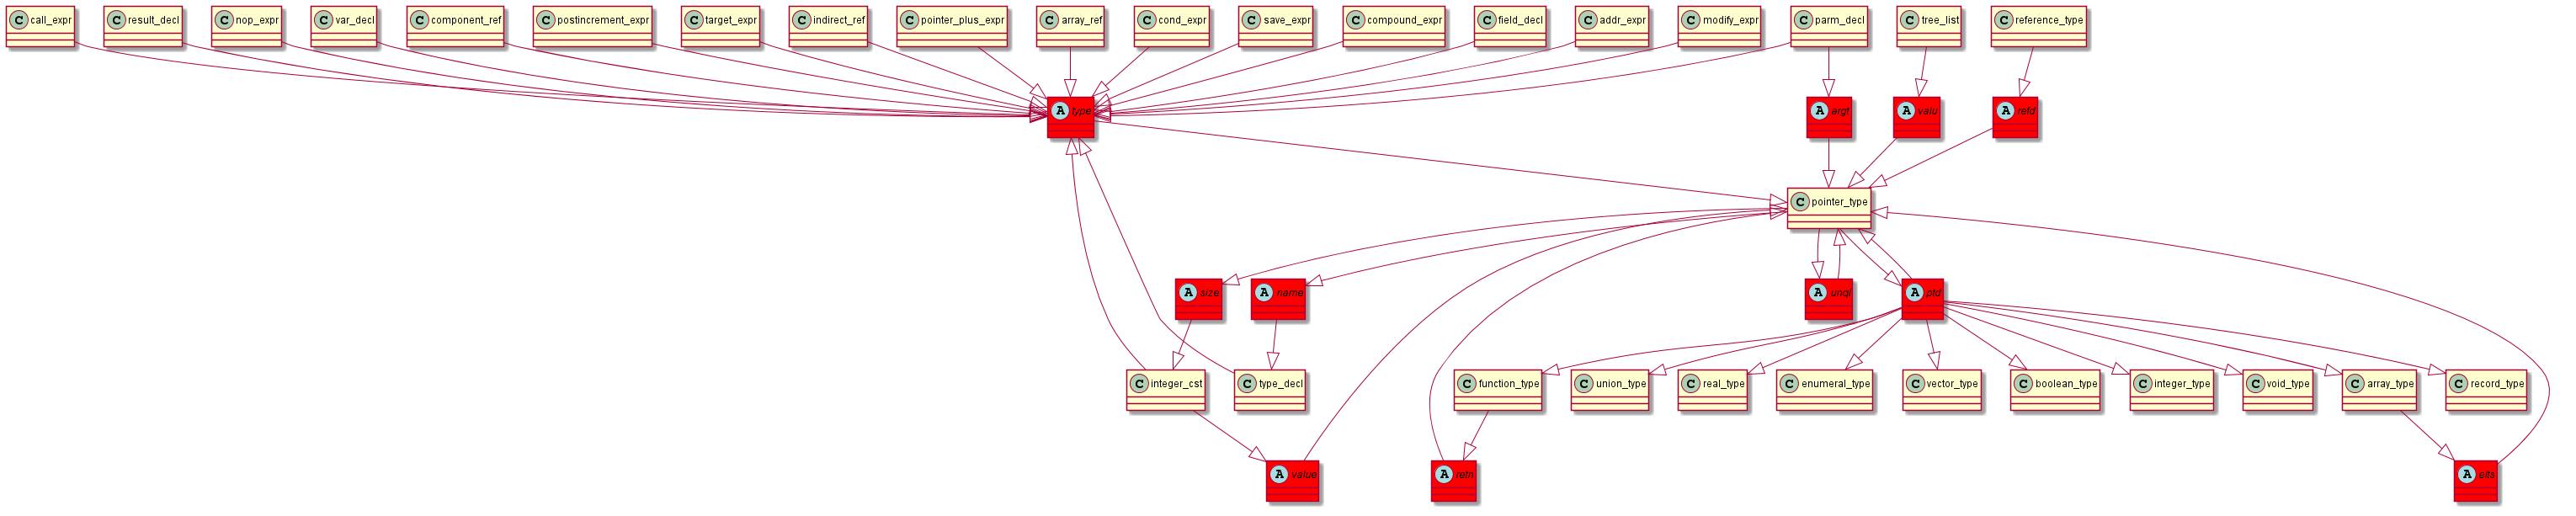 C call_expr
C result_decl
C nop_expr
C var_decl
C component_ref
C postincrement_expr
C target_expr
C indirect_ref
C pointer_plus_expr
C array_ref
C cond_expr
C save_expr
C compound_expr
C field_decl
C addr_expr
C modify_expr
C parm_decl
C tree_list
C reference_type
A type
A argt
A valu
A refd
C pointer_type
A size
A name
A unql
A ptd
C integer_cst
C type_decl
C function_type
C union_type
C real_type
C enumeral_type
C vector_type
C boolean_type
C integer_type
C void_type
C array_type
C record_type
A value
A retn
A elts